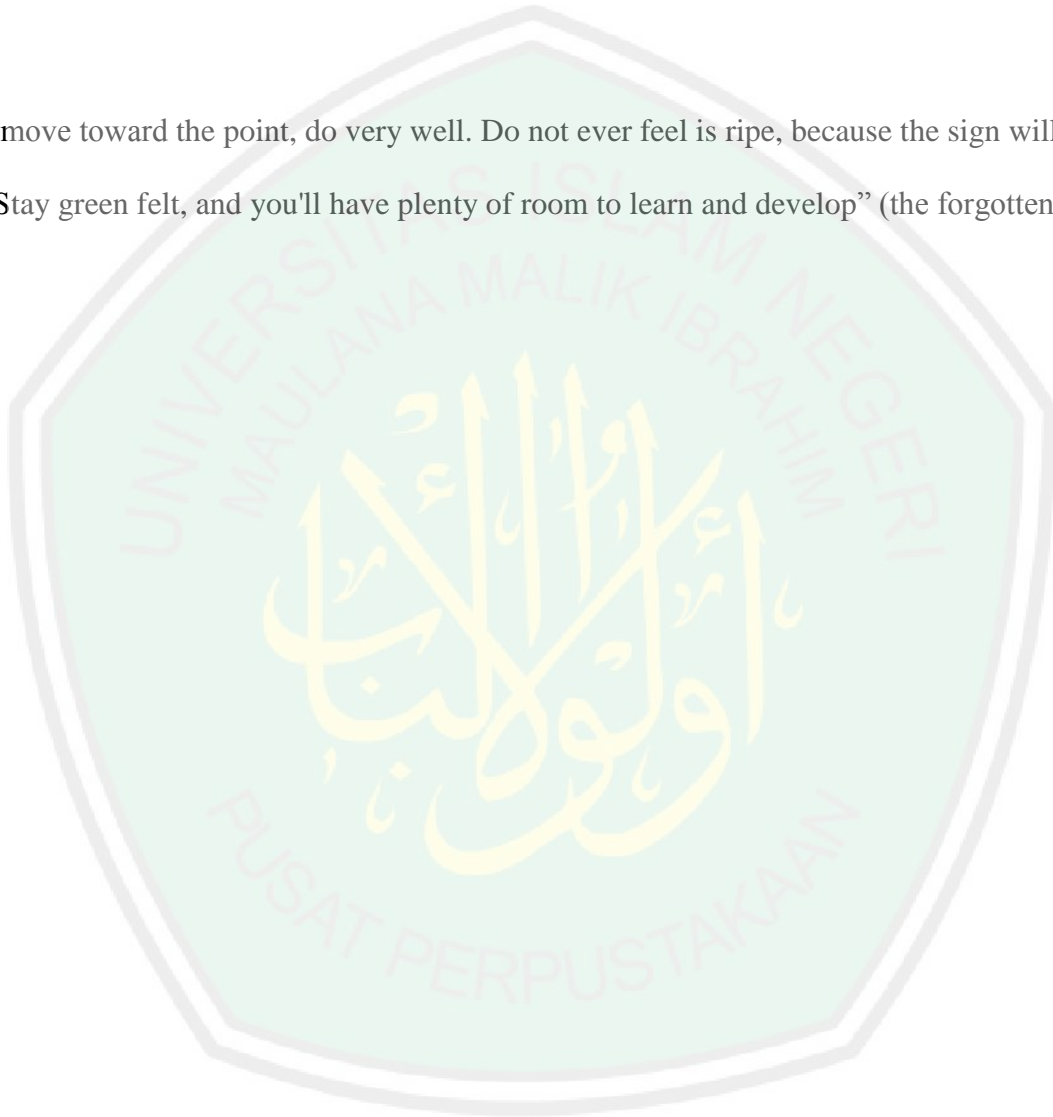 move toward the point, do very well. Do not ever feel is ripe, because the sign will
Stay green felt, and you'll have plenty of room to learn and develop” (the forgotten
UNIVERSITAS ISLAM NEGERI
MAULANA MALIK IBRAHIM
أولوا الألباب
PUSAT PERPUSTAKAAN